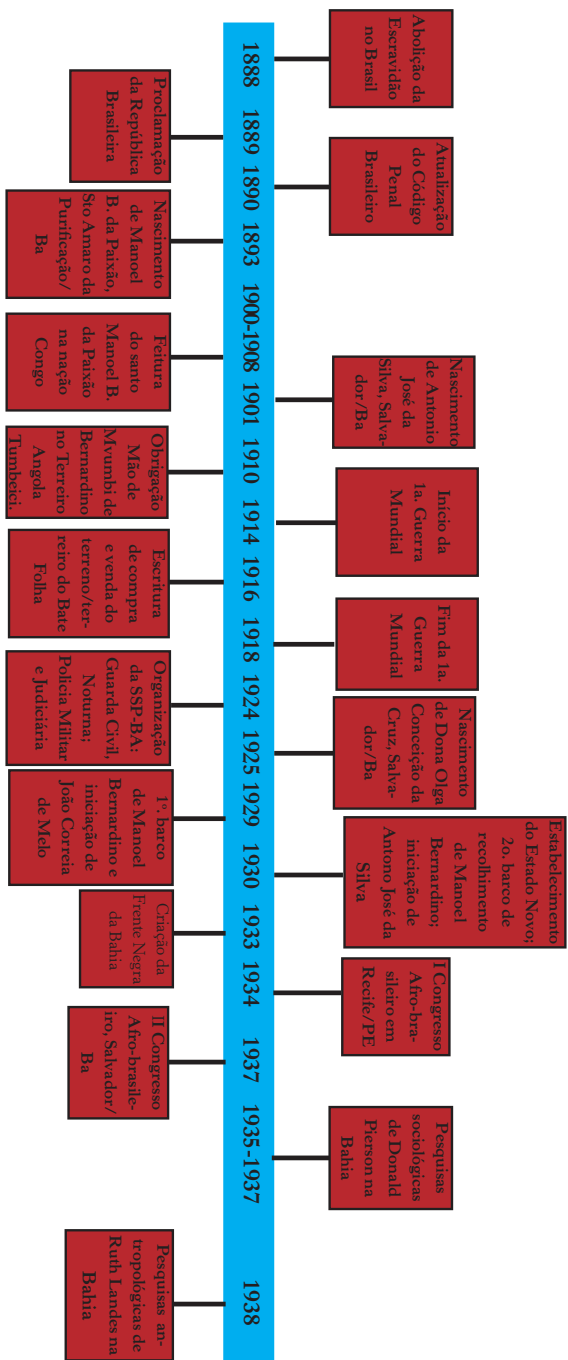 Abolição da
Escravidão
no Brasil
Atualização
do Código
Penal
Brasileiro
Nascimento
de Antonio
José da
Silva, Salva-
dor/Ba
Início da
1a. Guerra
Mundial
Fim da 1a.
Guerra
Mundial
Nascimento
de Dona Olga
Conceição da
Cruz, Salva-
dor/Ba
Estabelecimento
do Estado Novo;
2o. barco de
recolhimento
de Manoel
Bernardino;
iniciação de
Antono José da
Silva
I Congresso
Afro-bra-
sileiro em
Recife/PE
Pesquisas
sociológicas
de Donald
Pierson na
Bahia
1888 1889 1890 1893 1900-1908 1901 1910 1914 1916 1918 1924 1925 1929 1930 1933 1934 1937 1935-1937 1938
Proclamação
da República
Brasileira
Nascimento
de Manoel
B. da Paixão,
Sto Amaro da
Purificação/
Ba
Feitura
do santo
Manoel B.
da Paixão
na nação
Congo
Obrigação
Mão de
Mvumbi de
Bernardino
no Terreiro
Angola
Tumbeici.
Escritura
de compra
e venda do
terreno/ter-
reiro do Bate
Folha
Organização
da SSP-BA:
Guarda Civil,
Noturna;
Policia Militar
e Judiciária
1º. barco
de Manoel
Bernardino e
iniciação de
João Correia
de Melo
Criação da
Frente Negra
da Bahia
II Congresso
Afro-brasile-
iro, Salvador/
Ba
Pesquisas an-
tropológicas de
Ruth Landes na
Bahia